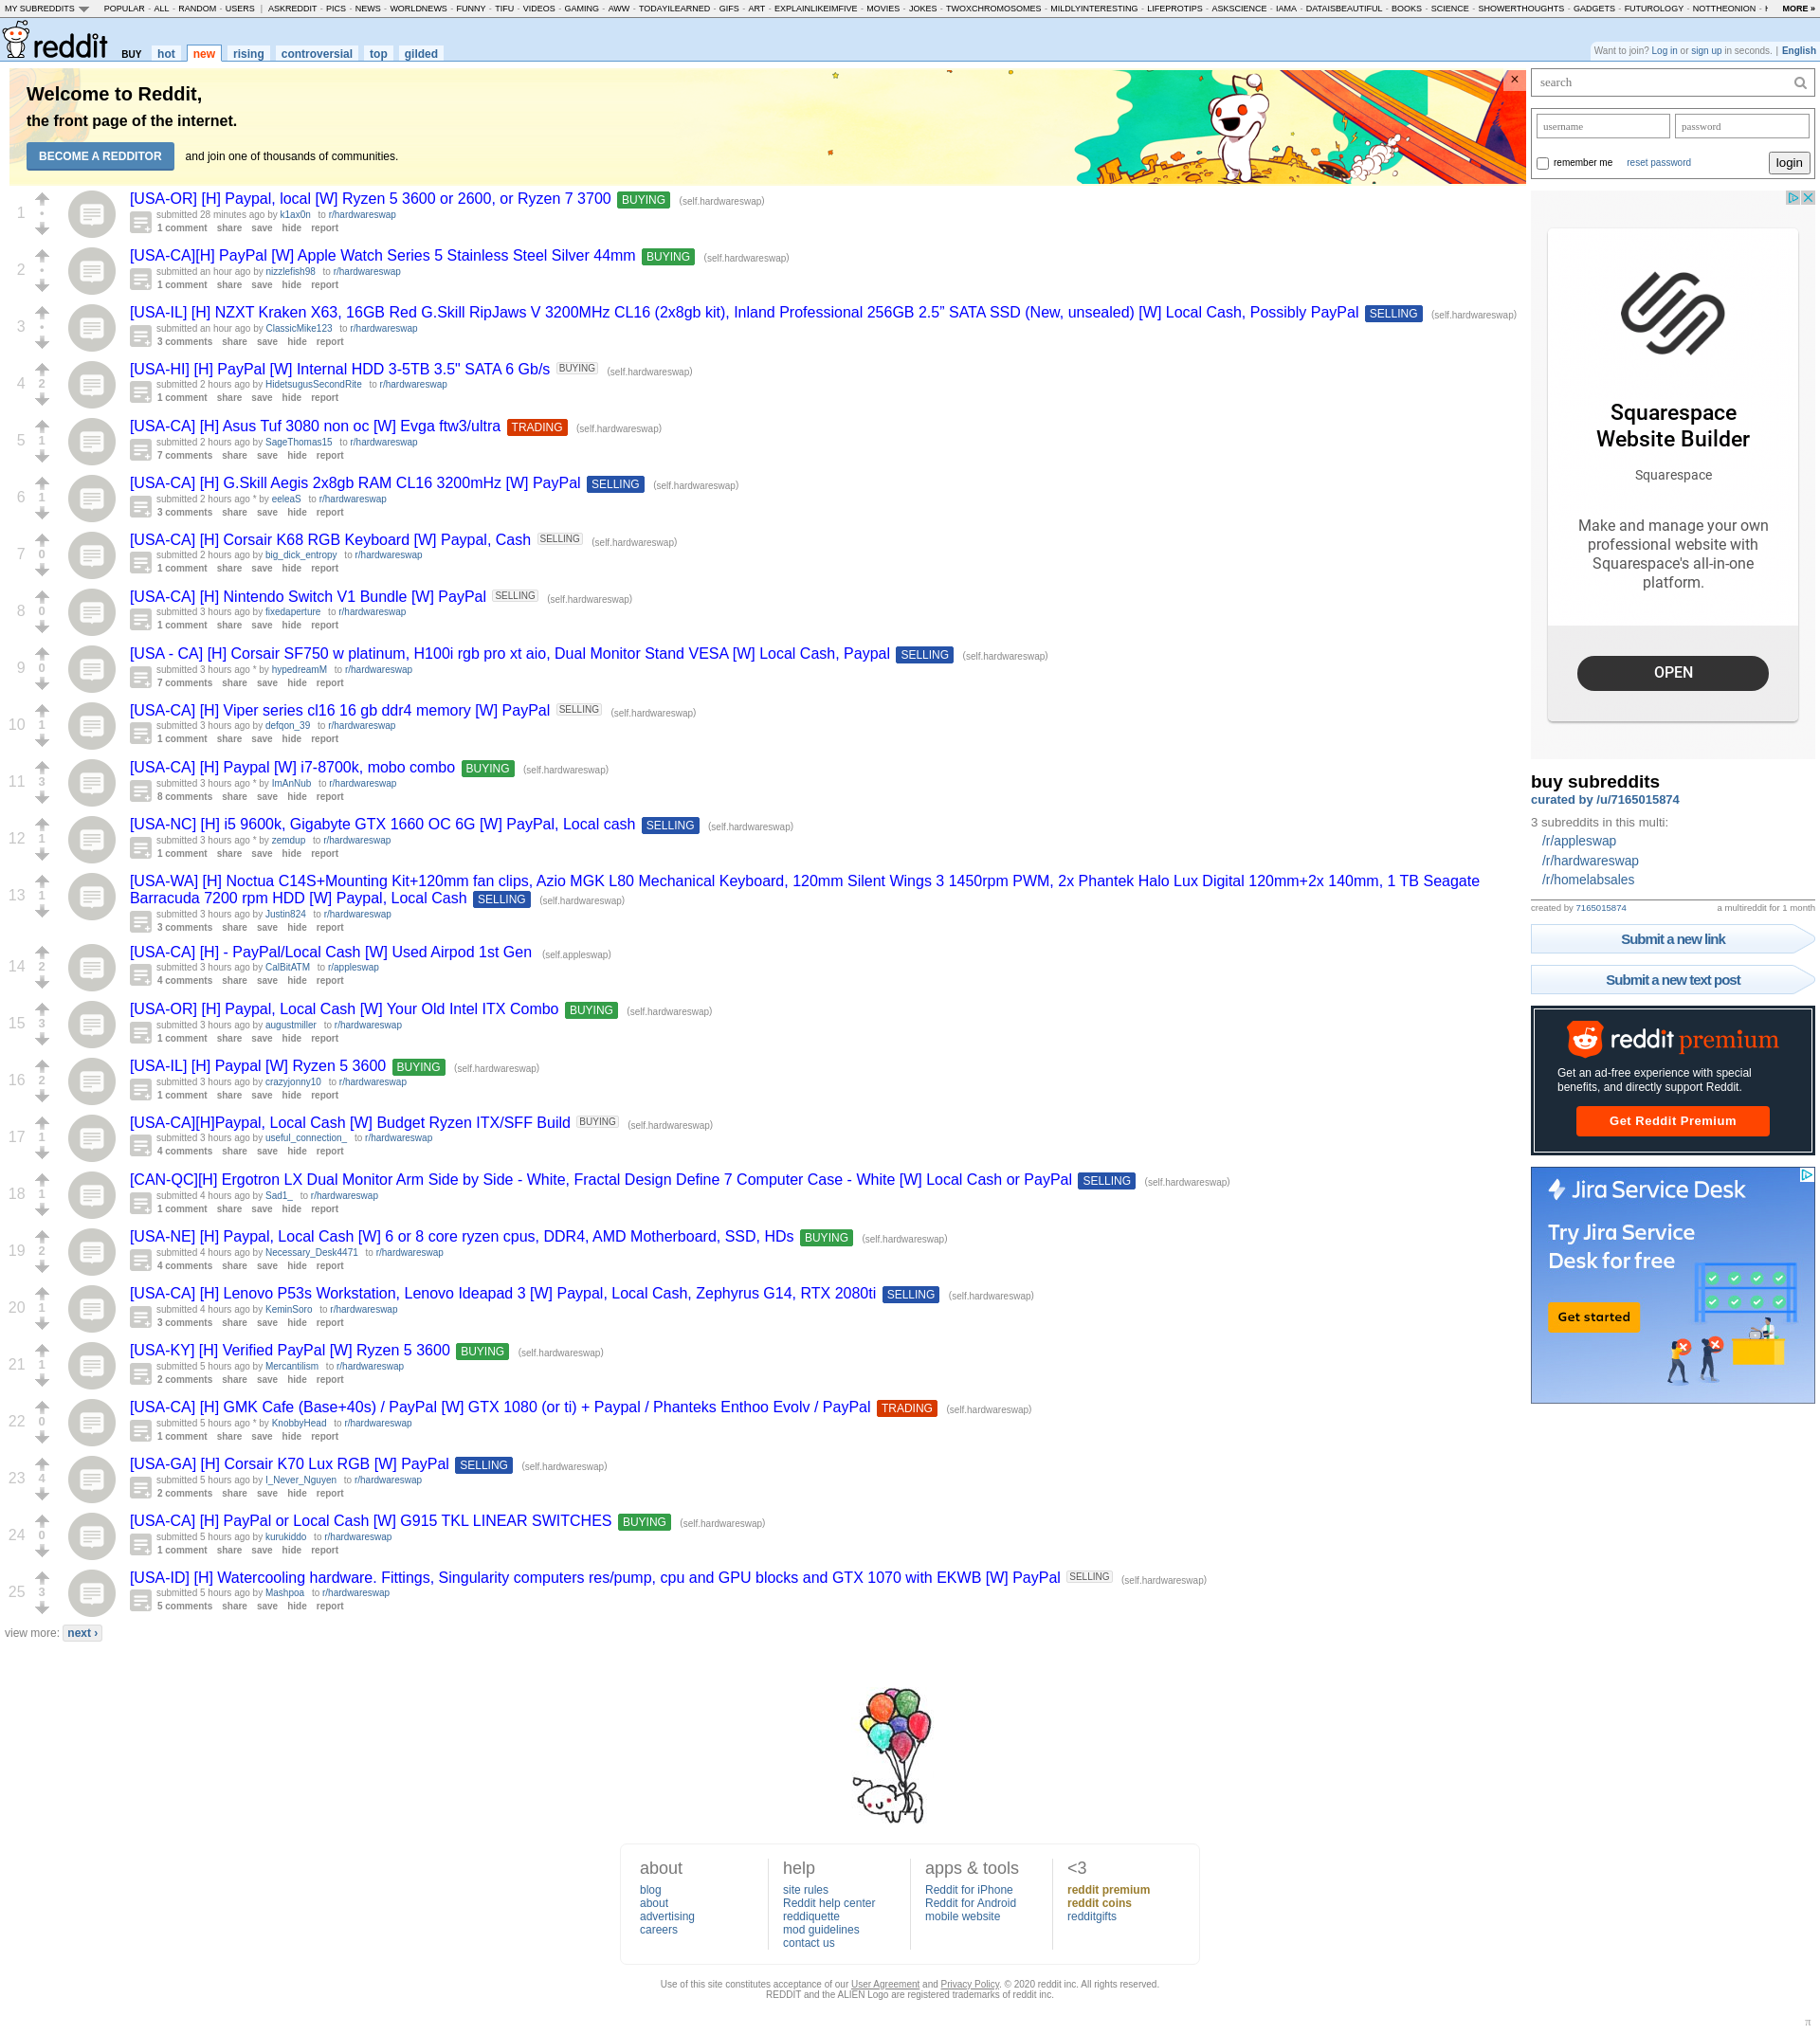 MY SUBREDDITS POPULAR - ALL - RANDOM - USERS | ASKREDDIT - PICS - NEWS - WORLDNEWS - FUNNY - TIFU - VIDEOS - GAMING - AWW - TODAYILEARNED - GIFS - ART - EXPLAINLIKEIMFIVE - MOVIES - JOKES - TWOXCHROMOSOMES - MILDLYINTERESTING - LIFEPROTIPS - ASKSCIENCE - IAMA - DATAISBEAUTIFUL - BOOKS - SCIENCE - SHOWERTHOUGHTS - GADGETS - FUTUROLOGY - NOTTHEONION - MORE »
reddit BUY hot new rising controversial top gilded
Want to join? Log in or sign up in seconds. | English
Welcome to Reddit,
the front page of the internet.
BECOME A REDDITOR and join one of thousands of communities.
×
1
[USA-OR] [H] Paypal, local [W] Ryzen 5 3600 or 2600, or Ryzen 7 3700 BUYING (self.hardwareswap)
submitted 28 minutes ago by k1ax0n to r/hardwareswap
1 comment share save hide report
2
[USA-CA][H] PayPal [W] Apple Watch Series 5 Stainless Steel Silver 44mm BUYING (self.hardwareswap)
submitted an hour ago by nizzlefish98 to r/hardwareswap
1 comment share save hide report
3
[USA-IL] [H] NZXT Kraken X63, 16GB Red G.Skill RipJaws V 3200MHz CL16 (2x8gb kit), Inland Professional 256GB 2.5” SATA SSD (New, unsealed) [W] Local Cash, Possibly PayPal SELLING (self.hardwareswap)
submitted an hour ago by ClassicMike123 to r/hardwareswap
3 comments share save hide report
4 2
[USA-HI] [H] PayPal [W] Internal HDD 3-5TB 3.5" SATA 6 Gb/s BUYING (self.hardwareswap)
submitted 2 hours ago by HidetsugusSecondRite to r/hardwareswap
1 comment share save hide report
5 1
[USA-CA] [H] Asus Tuf 3080 non oc [W] Evga ftw3/ultra TRADING (self.hardwareswap)
submitted 2 hours ago by SageThomas15 to r/hardwareswap
7 comments share save hide report
6 1
[USA-CA] [H] G.Skill Aegis 2x8gb RAM CL16 3200mHz [W] PayPal SELLING (self.hardwareswap)
submitted 2 hours ago * by eeleaS to r/hardwareswap
3 comments share save hide report
7 0
[USA-CA] [H] Corsair K68 RGB Keyboard [W] Paypal, Cash SELLING (self.hardwareswap)
submitted 2 hours ago by big_dick_entropy to r/hardwareswap
1 comment share save hide report
8 0
[USA-CA] [H] Nintendo Switch V1 Bundle [W] PayPal SELLING (self.hardwareswap)
submitted 3 hours ago by fixedaperture to r/hardwareswap
1 comment share save hide report
9 0
[USA - CA] [H] Corsair SF750 w platinum, H100i rgb pro xt aio, Dual Monitor Stand VESA [W] Local Cash, Paypal SELLING (self.hardwareswap)
submitted 3 hours ago * by hypedreamM to r/hardwareswap
7 comments share save hide report
10 1
[USA-CA] [H] Viper series cl16 16 gb ddr4 memory [W] PayPal SELLING (self.hardwareswap)
submitted 3 hours ago by defqon_39 to r/hardwareswap
1 comment share save hide report
11 3
[USA-CA] [H] Paypal [W] i7-8700k, mobo combo BUYING (self.hardwareswap)
submitted 3 hours ago * by ImAnNub to r/hardwareswap
8 comments share save hide report
12 1
[USA-NC] [H] i5 9600k, Gigabyte GTX 1660 OC 6G [W] PayPal, Local cash SELLING (self.hardwareswap)
submitted 3 hours ago * by zemdup to r/hardwareswap
1 comment share save hide report
13 1
[USA-WA] [H] Noctua C14S+Mounting Kit+120mm fan clips, Azio MGK L80 Mechanical Keyboard, 120mm Silent Wings 3 1450rpm PWM, 2x Phantek Halo Lux Digital 120mm+2x 140mm, 1 TB Seagate
Barracuda 7200 rpm HDD [W] Paypal, Local Cash SELLING (self.hardwareswap)
submitted 3 hours ago by Justin824 to r/hardwareswap
3 comments share save hide report
14 2
[USA-CA] [H] - PayPal/Local Cash [W] Used Airpod 1st Gen (self.appleswap)
submitted 3 hours ago by CalBitATM to r/appleswap
4 comments share save hide report
15 3
[USA-OR] [H] Paypal, Local Cash [W] Your Old Intel ITX Combo BUYING (self.hardwareswap)
submitted 3 hours ago by augustmiller to r/hardwareswap
1 comment share save hide report
16 2
[USA-IL] [H] Paypal [W] Ryzen 5 3600 BUYING (self.hardwareswap)
submitted 3 hours ago by crazyjonny10 to r/hardwareswap
1 comment share save hide report
17 1
[USA-CA][H]Paypal, Local Cash [W] Budget Ryzen ITX/SFF Build BUYING (self.hardwareswap)
submitted 3 hours ago by useful_connection_ to r/hardwareswap
4 comments share save hide report
18 1
[CAN-QC][H] Ergotron LX Dual Monitor Arm Side by Side - White, Fractal Design Define 7 Computer Case - White [W] Local Cash or PayPal SELLING (self.hardwareswap)
submitted 4 hours ago by Sad1_ to r/hardwareswap
1 comment share save hide report
19 2
[USA-NE] [H] Paypal, Local Cash [W] 6 or 8 core ryzen cpus, DDR4, AMD Motherboard, SSD, HDs BUYING (self.hardwareswap)
submitted 4 hours ago by Necessary_Desk4471 to r/hardwareswap
4 comments share save hide report
20 1
[USA-CA] [H] Lenovo P53s Workstation, Lenovo Ideapad 3 [W] Paypal, Local Cash, Zephyrus G14, RTX 2080ti SELLING (self.hardwareswap)
submitted 4 hours ago by KeminSoro to r/hardwareswap
3 comments share save hide report
21 1
[USA-KY] [H] Verified PayPal [W] Ryzen 5 3600 BUYING (self.hardwareswap)
submitted 5 hours ago by Mercantilism to r/hardwareswap
2 comments share save hide report
22 0
[USA-CA] [H] GMK Cafe (Base+40s) / PayPal [W] GTX 1080 (or ti) + Paypal / Phanteks Enthoo Evolv / PayPal TRADING (self.hardwareswap)
submitted 5 hours ago * by KnobbyHead to r/hardwareswap
1 comment share save hide report
23 4
[USA-GA] [H] Corsair K70 Lux RGB [W] PayPal SELLING (self.hardwareswap)
submitted 5 hours ago by I_Never_Nguyen to r/hardwareswap
2 comments share save hide report
24 0
[USA-CA] [H] PayPal or Local Cash [W] G915 TKL LINEAR SWITCHES BUYING (self.hardwareswap)
submitted 5 hours ago by kurukiddo to r/hardwareswap
1 comment share save hide report
25 3
[USA-ID] [H] Watercooling hardware. Fittings, Singularity computers res/pump, cpu and GPU blocks and GTX 1070 with EKWB [W] PayPal SELLING (self.hardwareswap)
submitted 5 hours ago by Mashpoa to r/hardwareswap
5 comments share save hide report
view more: next ›
search
username password
remember me reset password login
Squarespace
Website Builder
Squarespace
Make and manage your own
professional website with
Squarespace's all-in-one
platform.
OPEN
buy subreddits
curated by /u/7165015874
3 subreddits in this multi:
/r/appleswap
/r/hardwareswap
/r/homelabsales
created by 7165015874 a multireddit for 1 month
Submit a new link
Submit a new text post
reddit premium
Get an ad-free experience with special
benefits, and directly support Reddit.
Get Reddit Premium
Jira Service Desk
Try Jira Service
Desk for free
Get started
about
blog
about
advertising
careers
help
site rules
Reddit help center
reddiquette
mod guidelines
contact us
apps & tools
Reddit for iPhone
Reddit for Android
mobile website
<3
reddit premium
reddit coins
redditgifts
Use of this site constitutes acceptance of our User Agreement and Privacy Policy. © 2020 reddit inc. All rights reserved.
REDDIT and the ALIEN Logo are registered trademarks of reddit inc.
π